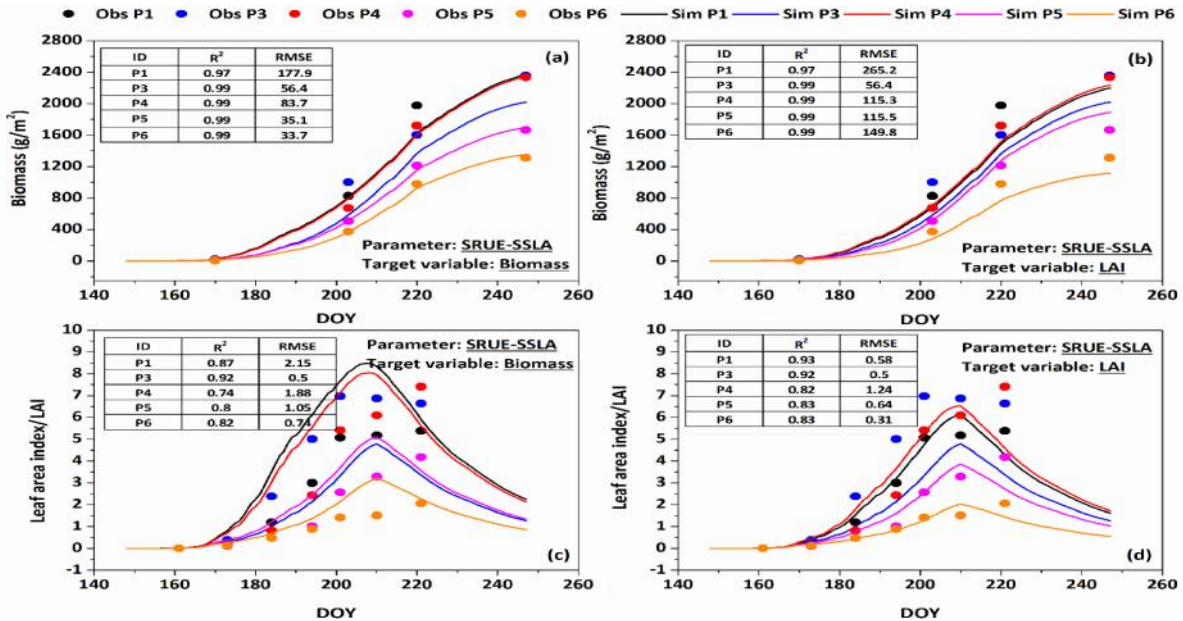 Obs P1 Obs P3 Obs P4 Obs P5 Obs P6 Sim P1 Sim P3 Sim P4 Sim P5 Sim P6
2800
2400
2000
1600
1200
800
400
0
Biomass (g/m²)
ID R² RMSE
P1 0.97 177.9
P3 0.99 56.4
P4 0.99 83.7
P5 0.99 35.1
P6 0.99 33.7
(a)
Parameter: SRUE-SSLA
Target variable: Biomass
140 160 180 200 220 240 260
DOY
2800
2400
2000
1600
1200
800
400
0
Biomass (g/m²)
ID R² RMSE
P1 0.97 265.2
P3 0.99 56.4
P4 0.99 115.3
P5 0.99 115.5
P6 0.99 149.8
(b)
Parameter: SRUE-SSLA
Target variable: LAI
140 160 180 200 220 240 260
DOY
10
9
8
7
6
5
4
3
2
1
0
-1
Leaf area index/LAI
ID R² RMSE
P1 0.87 2.15
P3 0.92 0.5
P4 0.74 1.88
P5 0.8 1.05
P6 0.82 0.74
Parameter: SRUE-SSLA
Target variable: Biomass
(c)
140 160 180 200 220 240 260
DOY
10
9
8
7
6
5
4
3
2
1
0
-1
Leaf area index/LAI
ID R² RMSE
P1 0.93 0.58
P3 0.92 0.5
P4 0.82 1.24
P5 0.83 0.64
P6 0.83 0.31
Parameter: SRUE-SSLA
Target variable: LAI
(d)
140 160 180 200 220 240 260
DOY